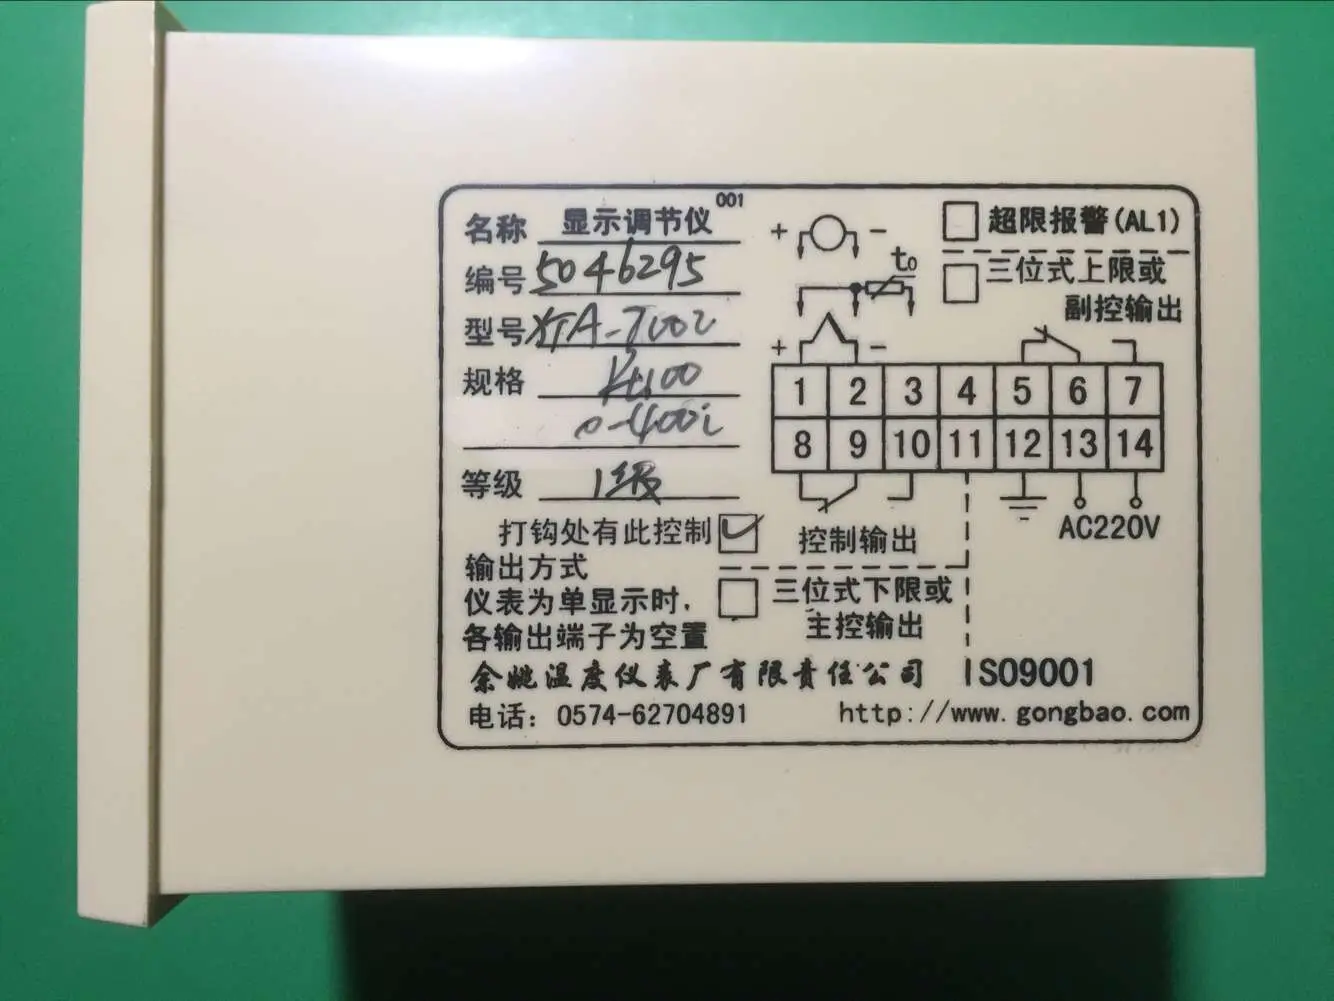 名称 显示调节仪 001
编号 5046295
型号 XTA-7002
规格 Pt100
0-400℃
等级 1级
打钩处有此控制
输出方式
仪表为单显示时,
各输出端子为空置
+ -
t0
+ -
超限报警(AL1)
三位式上限或
副控输出
1 2 3 4 5 6 7
8 9 10 11 12 13 14
控制输出
AC220V
三位式下限或
主控输出
余姚温度仪表厂有限责任公司 ISO9001
电话: 0574-62704891 http://www.gongbao.com